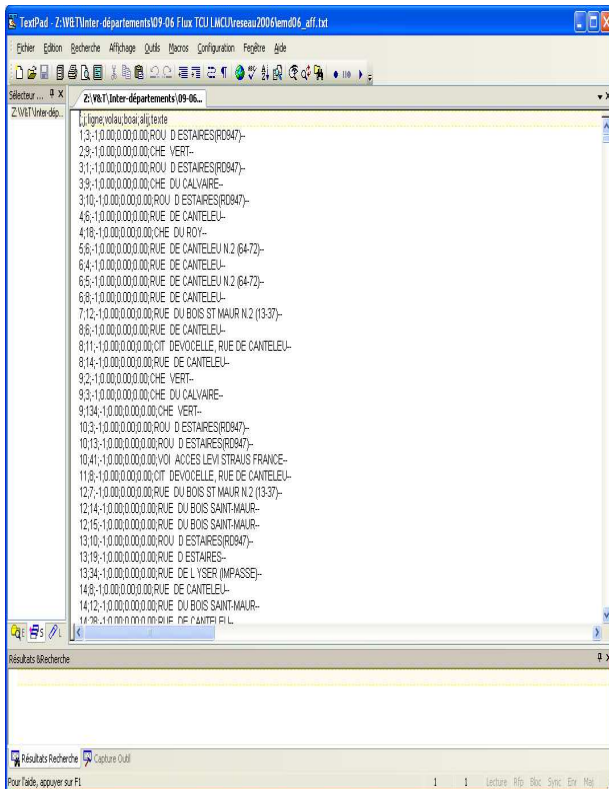 TextPad - Z:\V&T\Inter-départements\09-06 Flux TCU LMCU\reseau2006\emd06_aff.txt
Fichier Edition Recherche Affichage Outils Macros Configuration Fenêtre Aide
Sélecteur ...
Z:\V&T\Inter-départements\09-06...
Z:\V&T\Inter-dép...
i;j;ligne;volau;boai;alij;texte
1;3;-1;0.00;0.00;0.00;ROU D ESTAIRES(RD947)--
2;9;-1;0.00;0.00;0.00;CHE VERT--
3;1;-1;0.00;0.00;0.00;ROU D ESTAIRES(RD947)--
3;9;-1;0.00;0.00;0.00;CHE DU CALVAIRE--
3;10;-1;0.00;0.00;0.00;ROU D ESTAIRES(RD947)--
4;6;-1;0.00;0.00;0.00;RUE DE CANTELEU--
4;18;-1;0.00;0.00;0.00;CHE DU ROY--
5;6;-1;0.00;0.00;0.00;RUE DE CANTELEU N.2 (64-72)--
6;4;-1;0.00;0.00;0.00;RUE DE CANTELEU--
6;5;-1;0.00;0.00;0.00;RUE DE CANTELEU N.2 (64-72)--
6;8;-1;0.00;0.00;0.00;RUE DE CANTELEU--
7;12;-1;0.00;0.00;0.00;RUE DU BOIS ST MAUR N.2 (13-37)--
8;6;-1;0.00;0.00;0.00;RUE DE CANTELEU--
8;11;-1;0.00;0.00;0.00;CIT DEVOCELLE, RUE DE CANTELEU--
8;14;-1;0.00;0.00;0.00;RUE DE CANTELEU--
9;2;-1;0.00;0.00;0.00;CHE VERT--
9;3;-1;0.00;0.00;0.00;CHE DU CALVAIRE--
9;134;-1;0.00;0.00;0.00;CHE VERT--
10;3;-1;0.00;0.00;0.00;ROU D ESTAIRES(RD947)--
10;13;-1;0.00;0.00;0.00;ROU D ESTAIRES(RD947)--
10;41;-1;0.00;0.00;0.00;VOI ACCES LEVI STRAUS FRANCE--
11;8;-1;0.00;0.00;0.00;CIT DEVOCELLE, RUE DE CANTELEU--
12;7;-1;0.00;0.00;0.00;RUE DU BOIS ST MAUR N.2 (13-37)--
12;14;-1;0.00;0.00;0.00;RUE DU BOIS SAINT-MAUR--
12;15;-1;0.00;0.00;0.00;RUE DU BOIS SAINT-MAUR--
13;10;-1;0.00;0.00;0.00;ROU D ESTAIRES(RD947)--
13;19;-1;0.00;0.00;0.00;RUE D ESTAIRES--
13;34;-1;0.00;0.00;0.00;RUE DE L YSER (IMPASSE)--
14;8;-1;0.00;0.00;0.00;RUE DE CANTELEU--
14;12;-1;0.00;0.00;0.00;RUE DU BOIS SAINT-MAUR--
14;28;-1;0.00;0.00;0.00;RUE DE CANTELEU--
Résultats &Recherche
Résultats Recherche Capture Outil
Pour l'aide, appuyer sur F1
1 1 Lecture Rfp Bloc Sync Enr Maj